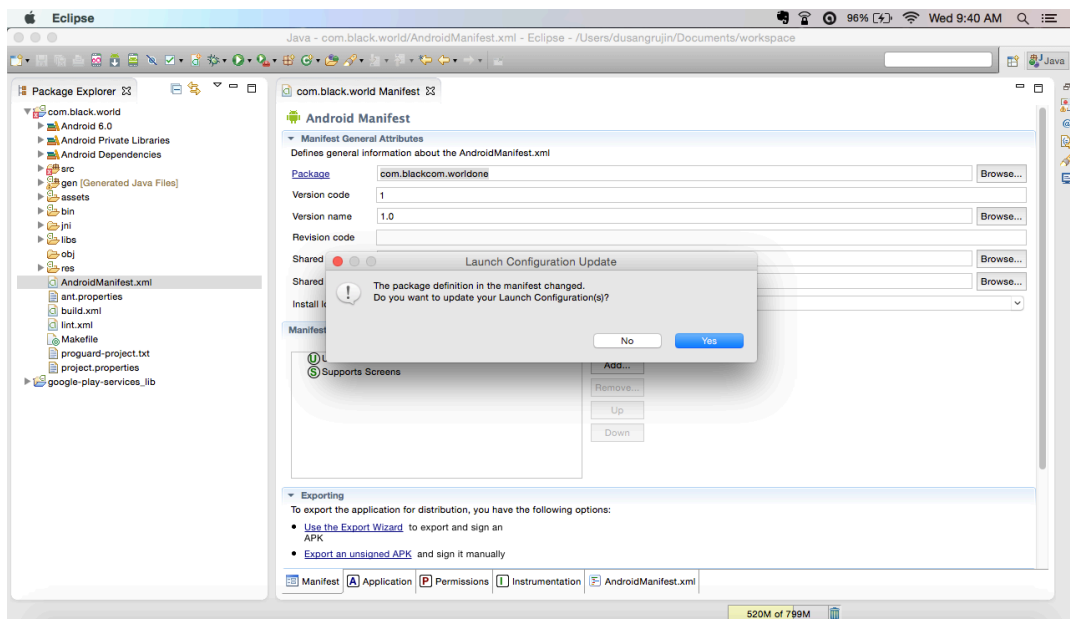 Eclipse
96%
Wed 9:40 AM
Java - com.black.world/AndroidManifest.xml - Eclipse - /Users/dusangrujin/Documents/workspace
Java
Package Explorer
com.black.world
Android 6.0
Android Private Libraries
Android Dependencies
src
gen [Generated Java Files]
assets
bin
jni
libs
obj
res
AndroidManifest.xml
ant.properties
build.xml
lint.xml
Makefile
proguard-project.txt
project.properties
google-play-services_lib
com.black.world Manifest
Android Manifest
Manifest General Attributes
Defines general information about the AndroidManifest.xml
Package
com.blackcom.worldone
Browse...
Version code
1
Version name
1.0
Browse...
Revision code
Shared
Browse...
Shared
Browse...
Install
Manifest
Launch Configuration Update
The package definition in the manifest changed.
Do you want to update your Launch Configuration(s)?
No
Yes
U
S Supports Screens
Add...
Remove...
Up
Down
Exporting
To export the application for distribution, you have the following options:
Use the Export Wizard to export and sign an
APK
Export an unsigned APK and sign it manually
Manifest
A Application
P Permissions
I Instrumentation
AndroidManifest.xml
520M of 799M